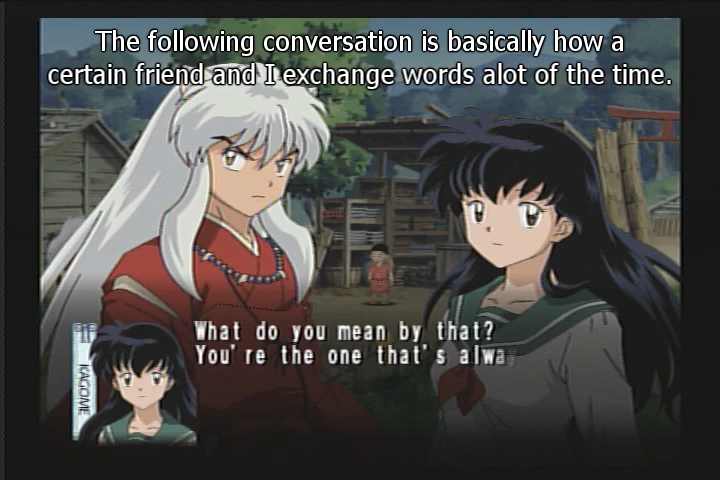 The following conversation is basically how a
certain friend and I exchange words alot of the time.
What do you mean by that?
You're the one that's alway
KAGOME